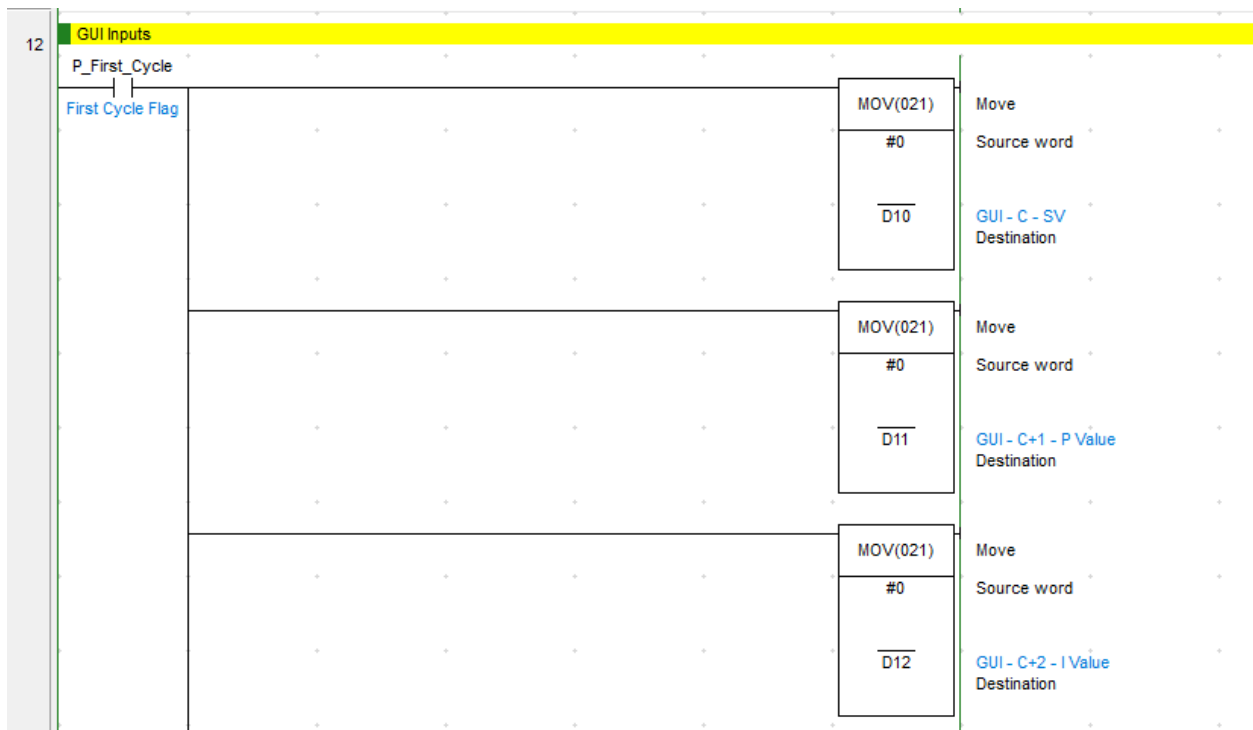 12
GUI Inputs
P_First_Cycle
First Cycle Flag
MOV(021)
Move
#0
Source word
D10
GUI - C - SV
Destination
MOV(021)
Move
#0
Source word
D11
GUI - C+1 - P Value
Destination
MOV(021)
Move
#0
Source word
D12
GUI - C+2 - I Value
Destination